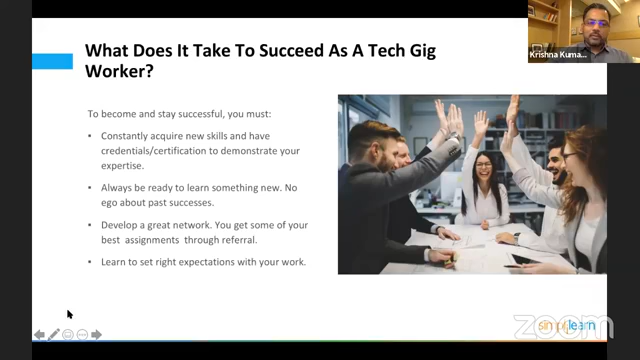 What Does It Take To Succeed As A Tech Gig
Worker?
Krishna Kuma...
To become and stay successful, you must:
• Constantly acquire new skills and have
credentials/certification to demonstrate your
expertise.
• Always be ready to learn something new. No
ego about past successes.
• Develop a great network. You get some of your
best assignments through referral.
• Learn to set right expectations with your work.
simplilearn
zoom